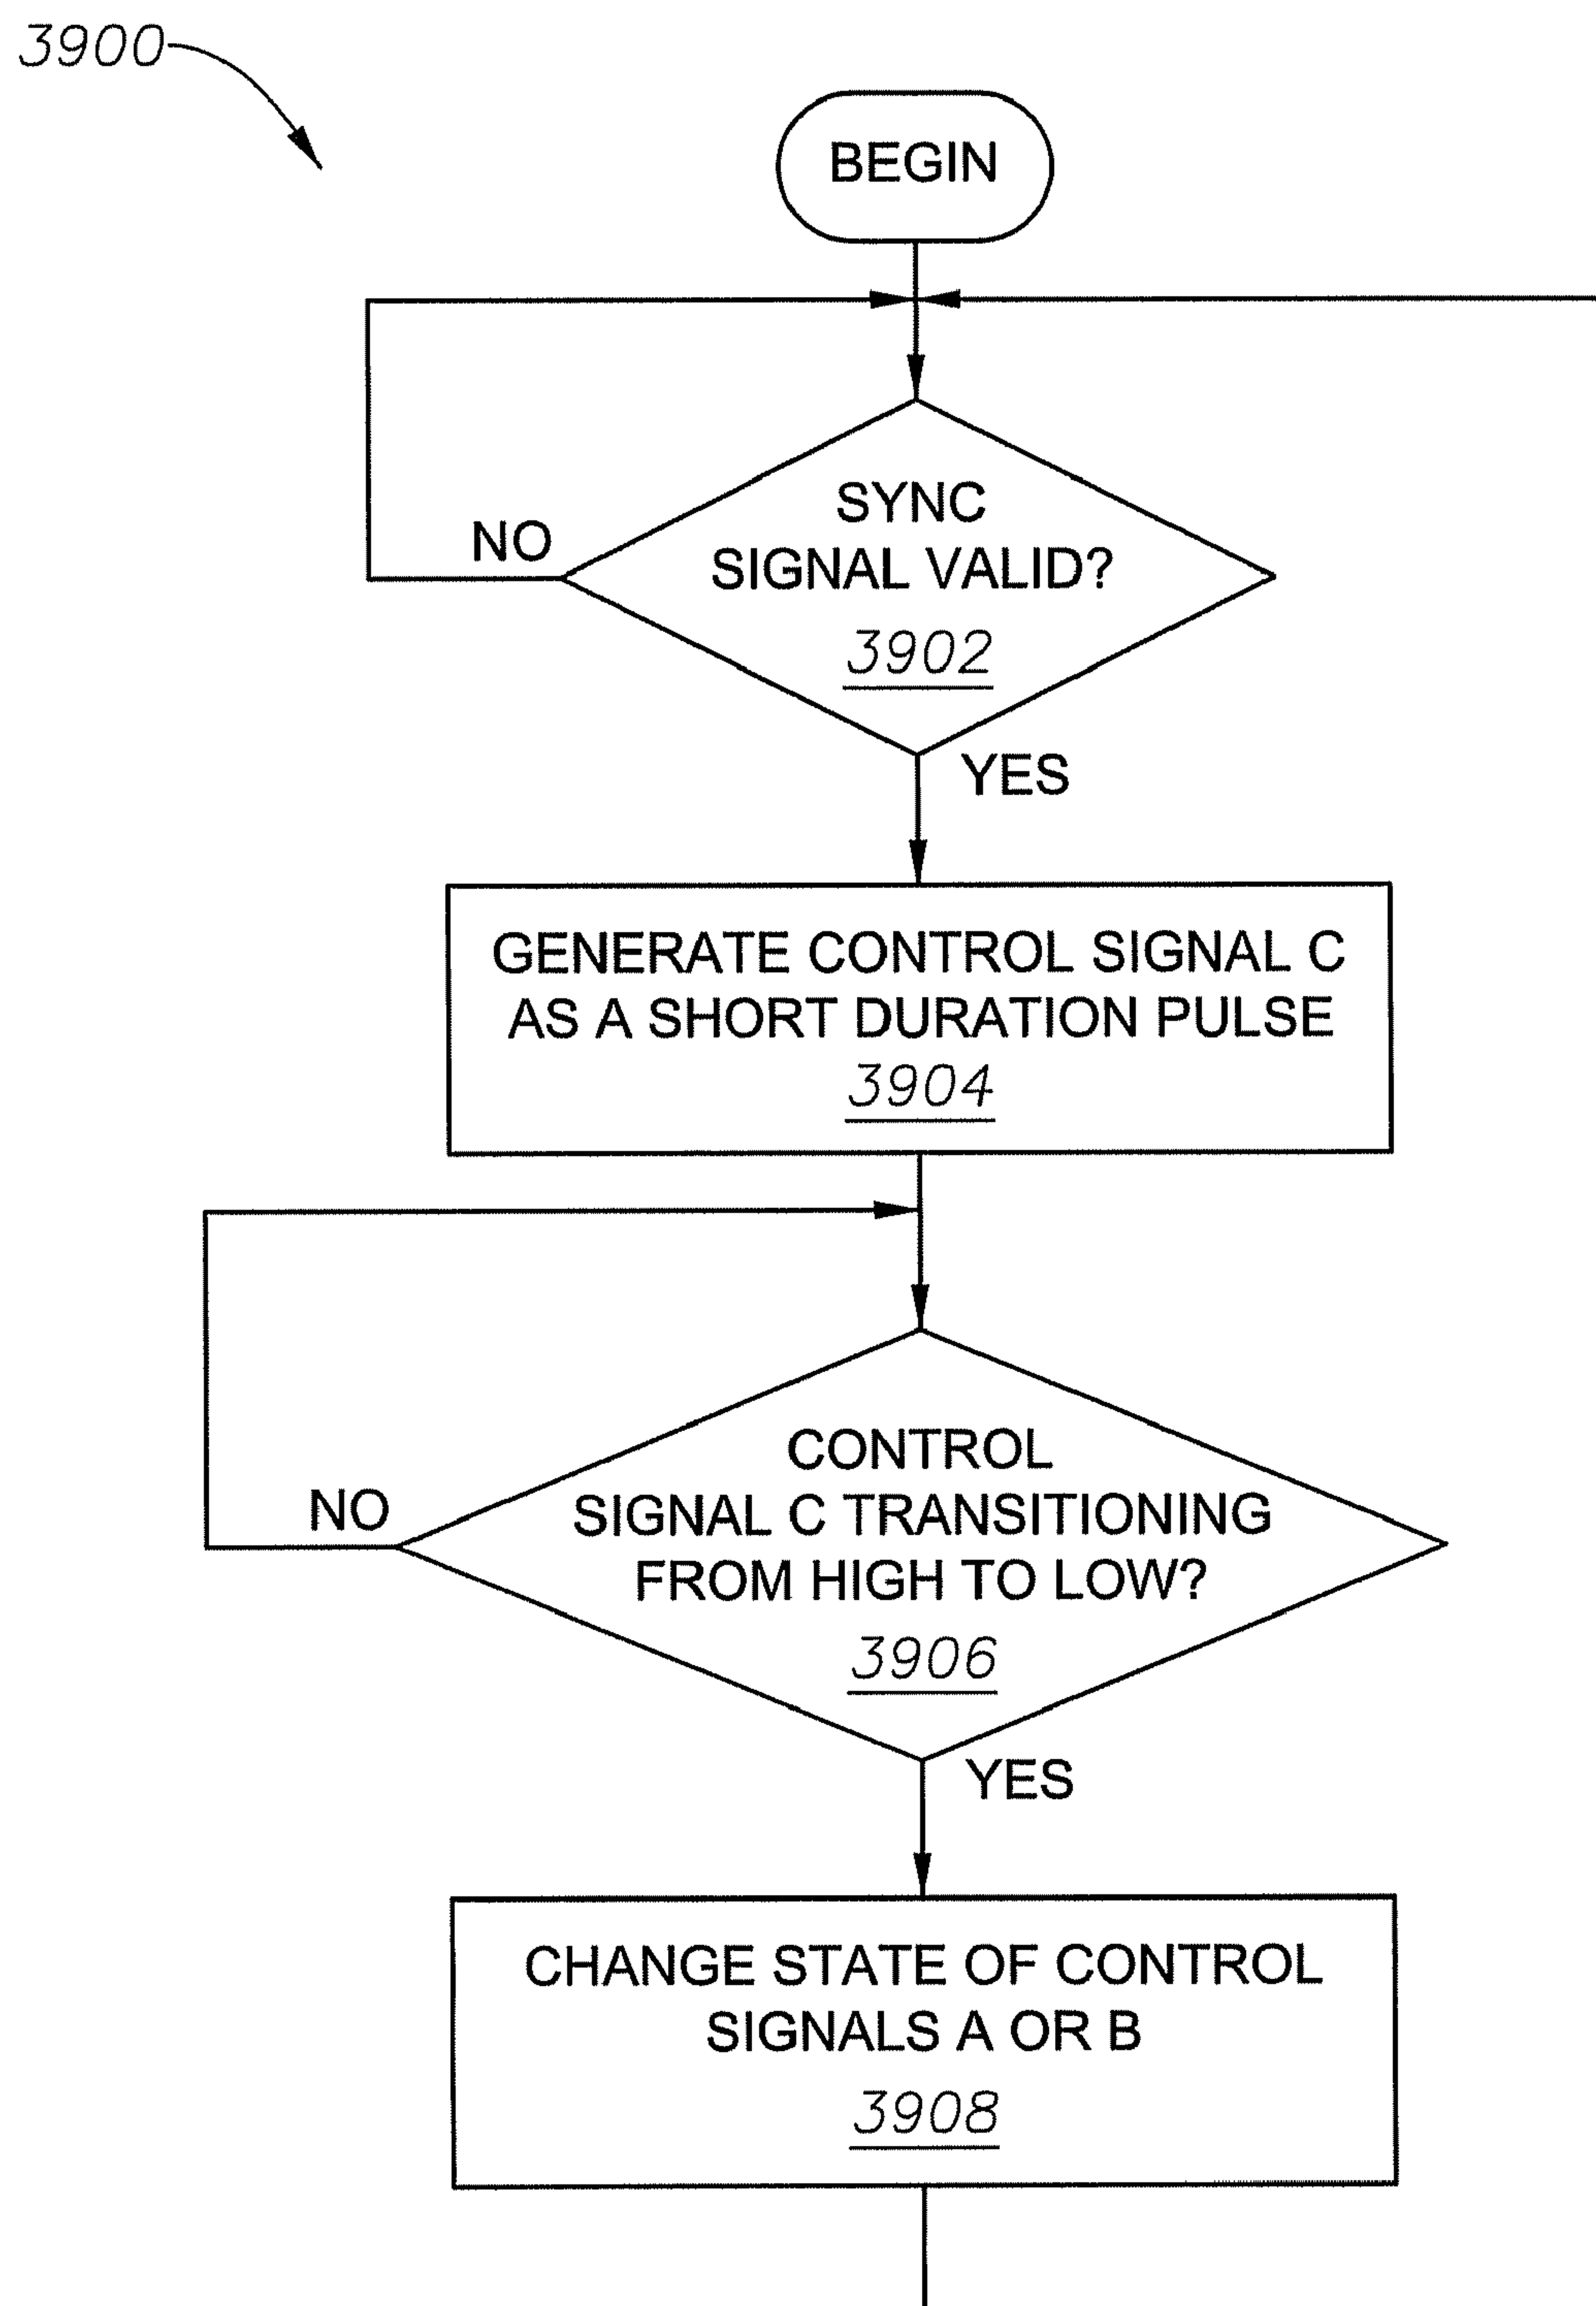 3900
BEGIN
SYNC
SIGNAL VALID?
3902
NO
YES
GENERATE CONTROL SIGNAL C
AS A SHORT DURATION PULSE
3904
CONTROL
SIGNAL C TRANSITIONING
FROM HIGH TO LOW?
3906
NO
YES
CHANGE STATE OF CONTROL
SIGNALS A OR B
3908